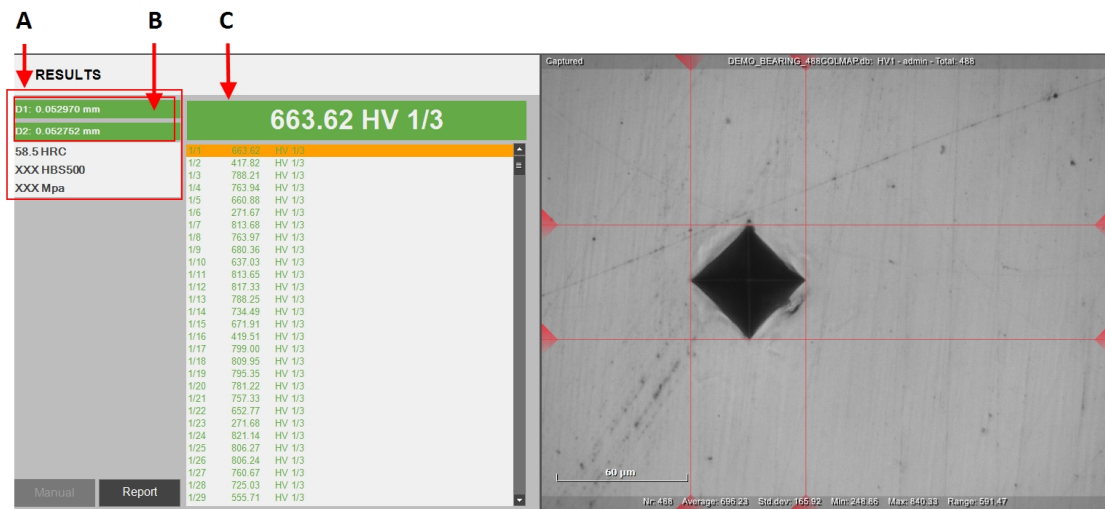 A B C
RESULTS
D1: 0.052970 mm
D2: 0.052752 mm
58.5 HRC
XXX HBS500
XXX Mpa
Manual
Report
663.62 HV 1/3
1/1 663.62 HV 1/3
1/2 417.82 HV 1/3
1/3 788.21 HV 1/3
1/4 763.94 HV 1/3
1/5 660.88 HV 1/3
1/6 271.67 HV 1/3
1/7 813.68 HV 1/3
1/8 763.97 HV 1/3
1/9 680.36 HV 1/3
1/10 637.03 HV 1/3
1/11 813.65 HV 1/3
1/12 817.33 HV 1/3
1/13 788.25 HV 1/3
1/14 734.49 HV 1/3
1/15 671.91 HV 1/3
1/16 419.51 HV 1/3
1/17 799.00 HV 1/3
1/18 809.95 HV 1/3
1/19 795.35 HV 1/3
1/20 781.22 HV 1/3
1/21 757.33 HV 1/3
1/22 652.77 HV 1/3
1/23 271.68 HV 1/3
1/24 821.14 HV 1/3
1/25 806.27 HV 1/3
1/26 806.24 HV 1/3
1/27 760.67 HV 1/3
1/28 725.03 HV 1/3
1/29 555.71 HV 1/3
Captured
DEMO_BEARING_488COLMAP.db: HV1 - admin - Total: 488
60 µm
Nr: 488 Average: 696.23 Std.dev: 165.92 Min: 248.86 Max: 840.33 Range: 591.47